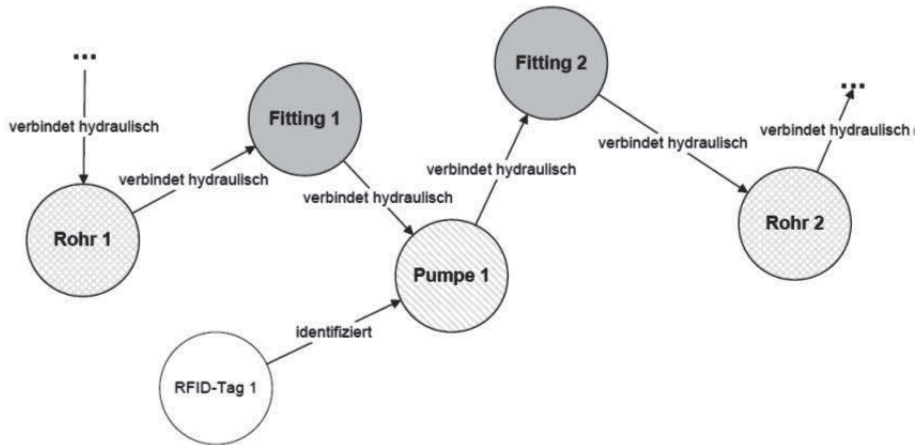 ...
verbindet hydraulisch
Rohr 1
verbindet hydraulisch
Fitting 1
verbindet hydraulisch
Pumpe 1
identifiziert
RFID-Tag 1
verbindet hydraulisch
Fitting 2
verbindet hydraulisch
Rohr 2
verbindet hydraulisch
...